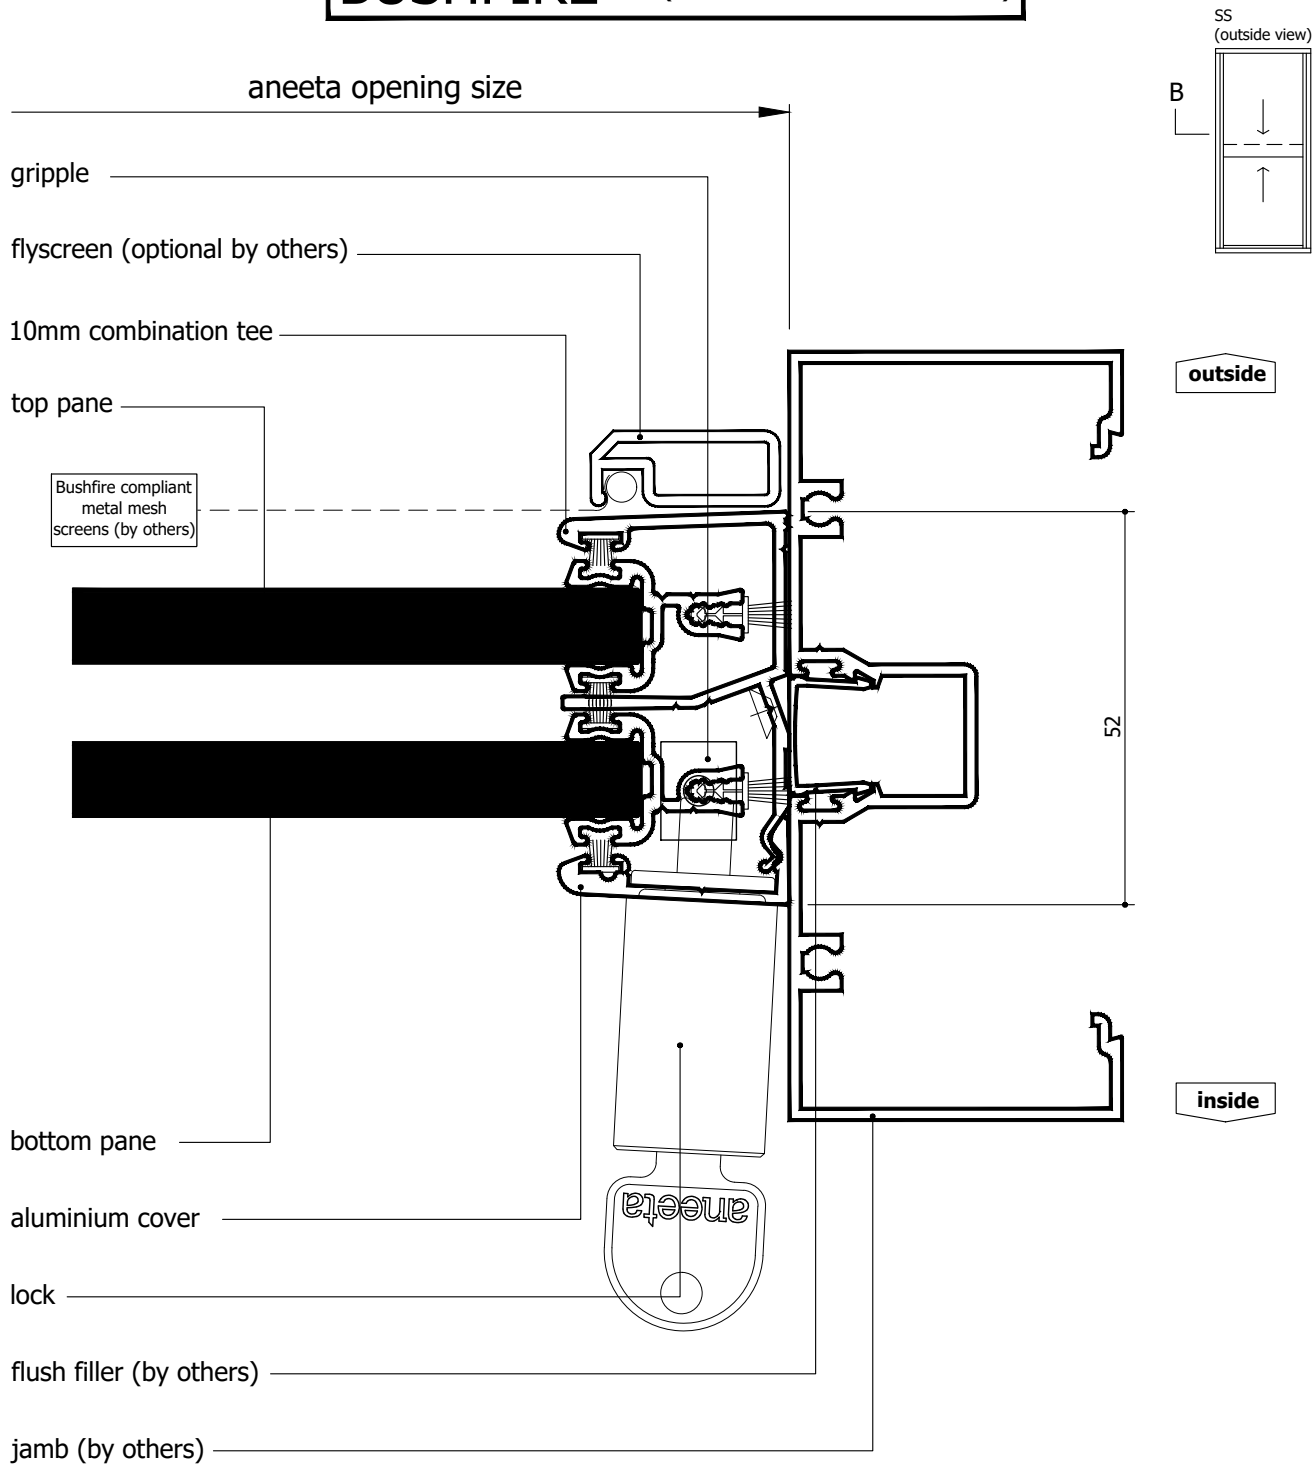 BUSHFIRE
SS
(outside view)
aneeta opening size
B
gripple
flyscreen (optional by others)
10mm combination tee
outside
top pane
Bushfire compliant
metal mesh
screens (by others)
52
inside
bottom pane
aneeta
aluminium cover
lock
flush filler (by others)
jamb (by others)